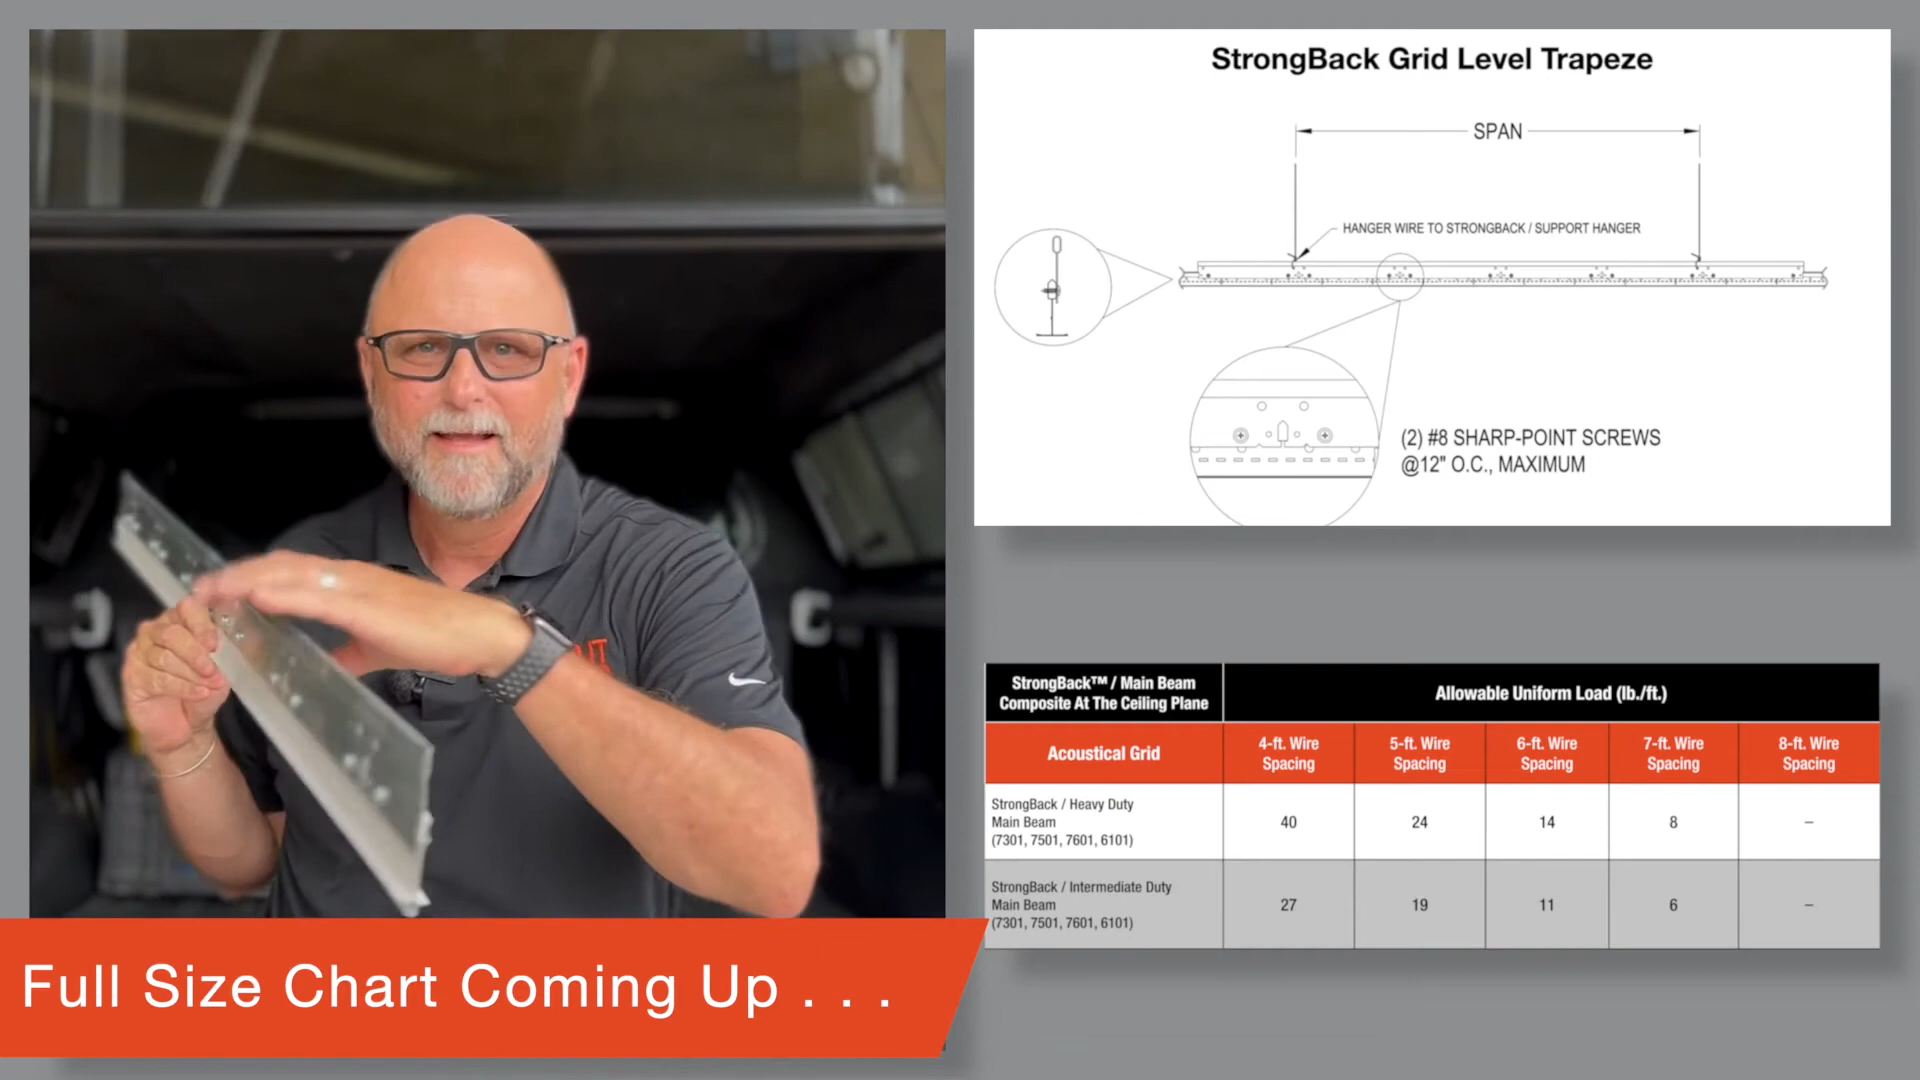 StrongBack Grid Level Trapeze
SPAN
HANGER WIRE TO STRONGBACK / SUPPORT HANGER
(2) #8 SHARP-POINT SCREWS
@12" O.C., MAXIMUM
StrongBack™ / Main Beam
Composite At The Ceiling Plane
Allowable Uniform Load (lb./ft.)
Acoustical Grid
4-ft. Wire
Spacing
5-ft. Wire
Spacing
6-ft. Wire
Spacing
7-ft. Wire
Spacing
8-ft. Wire
Spacing
StrongBack / Heavy Duty
Main Beam
(7301, 7501, 7601, 6101)
40
24
14
8
–
StrongBack / Intermediate Duty
Main Beam
(7301, 7501, 7601, 6101)
27
19
11
6
–
Full Size Chart Coming Up . . .